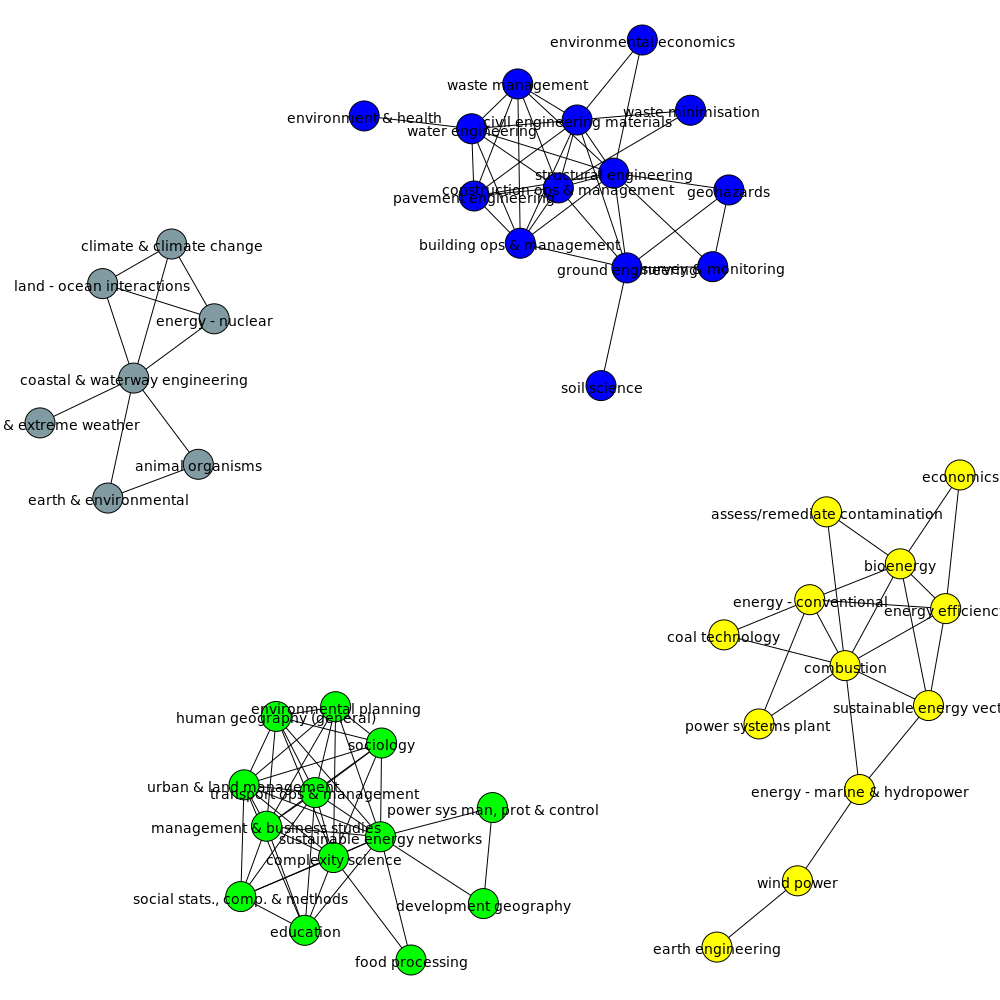 environmental economics
waste management
waste minimisation
environment & health
civil engineering materials
water engineering
structural engineering
construction ops & management
geohazards
pavement engineering
building ops & management
ground engineering
survey & monitoring
soil science
climate & climate change
land - ocean interactions
energy - nuclear
coastal & waterway engineering
& extreme weather
animal organisms
earth & environmental
economics
assess/remediate contamination
bioenergy
energy - conventional
energy efficienc
coal technology
combustion
sustainable energy vect
power systems plant
energy - marine & hydropower
wind power
earth engineering
environmental planning
human geography (general)
sociology
urban & land management
transport ops & management
power sys man, prot & control
management & business studies
sustainable energy networks
complexity science
social stats., comp. & methods
development geography
education
food processing